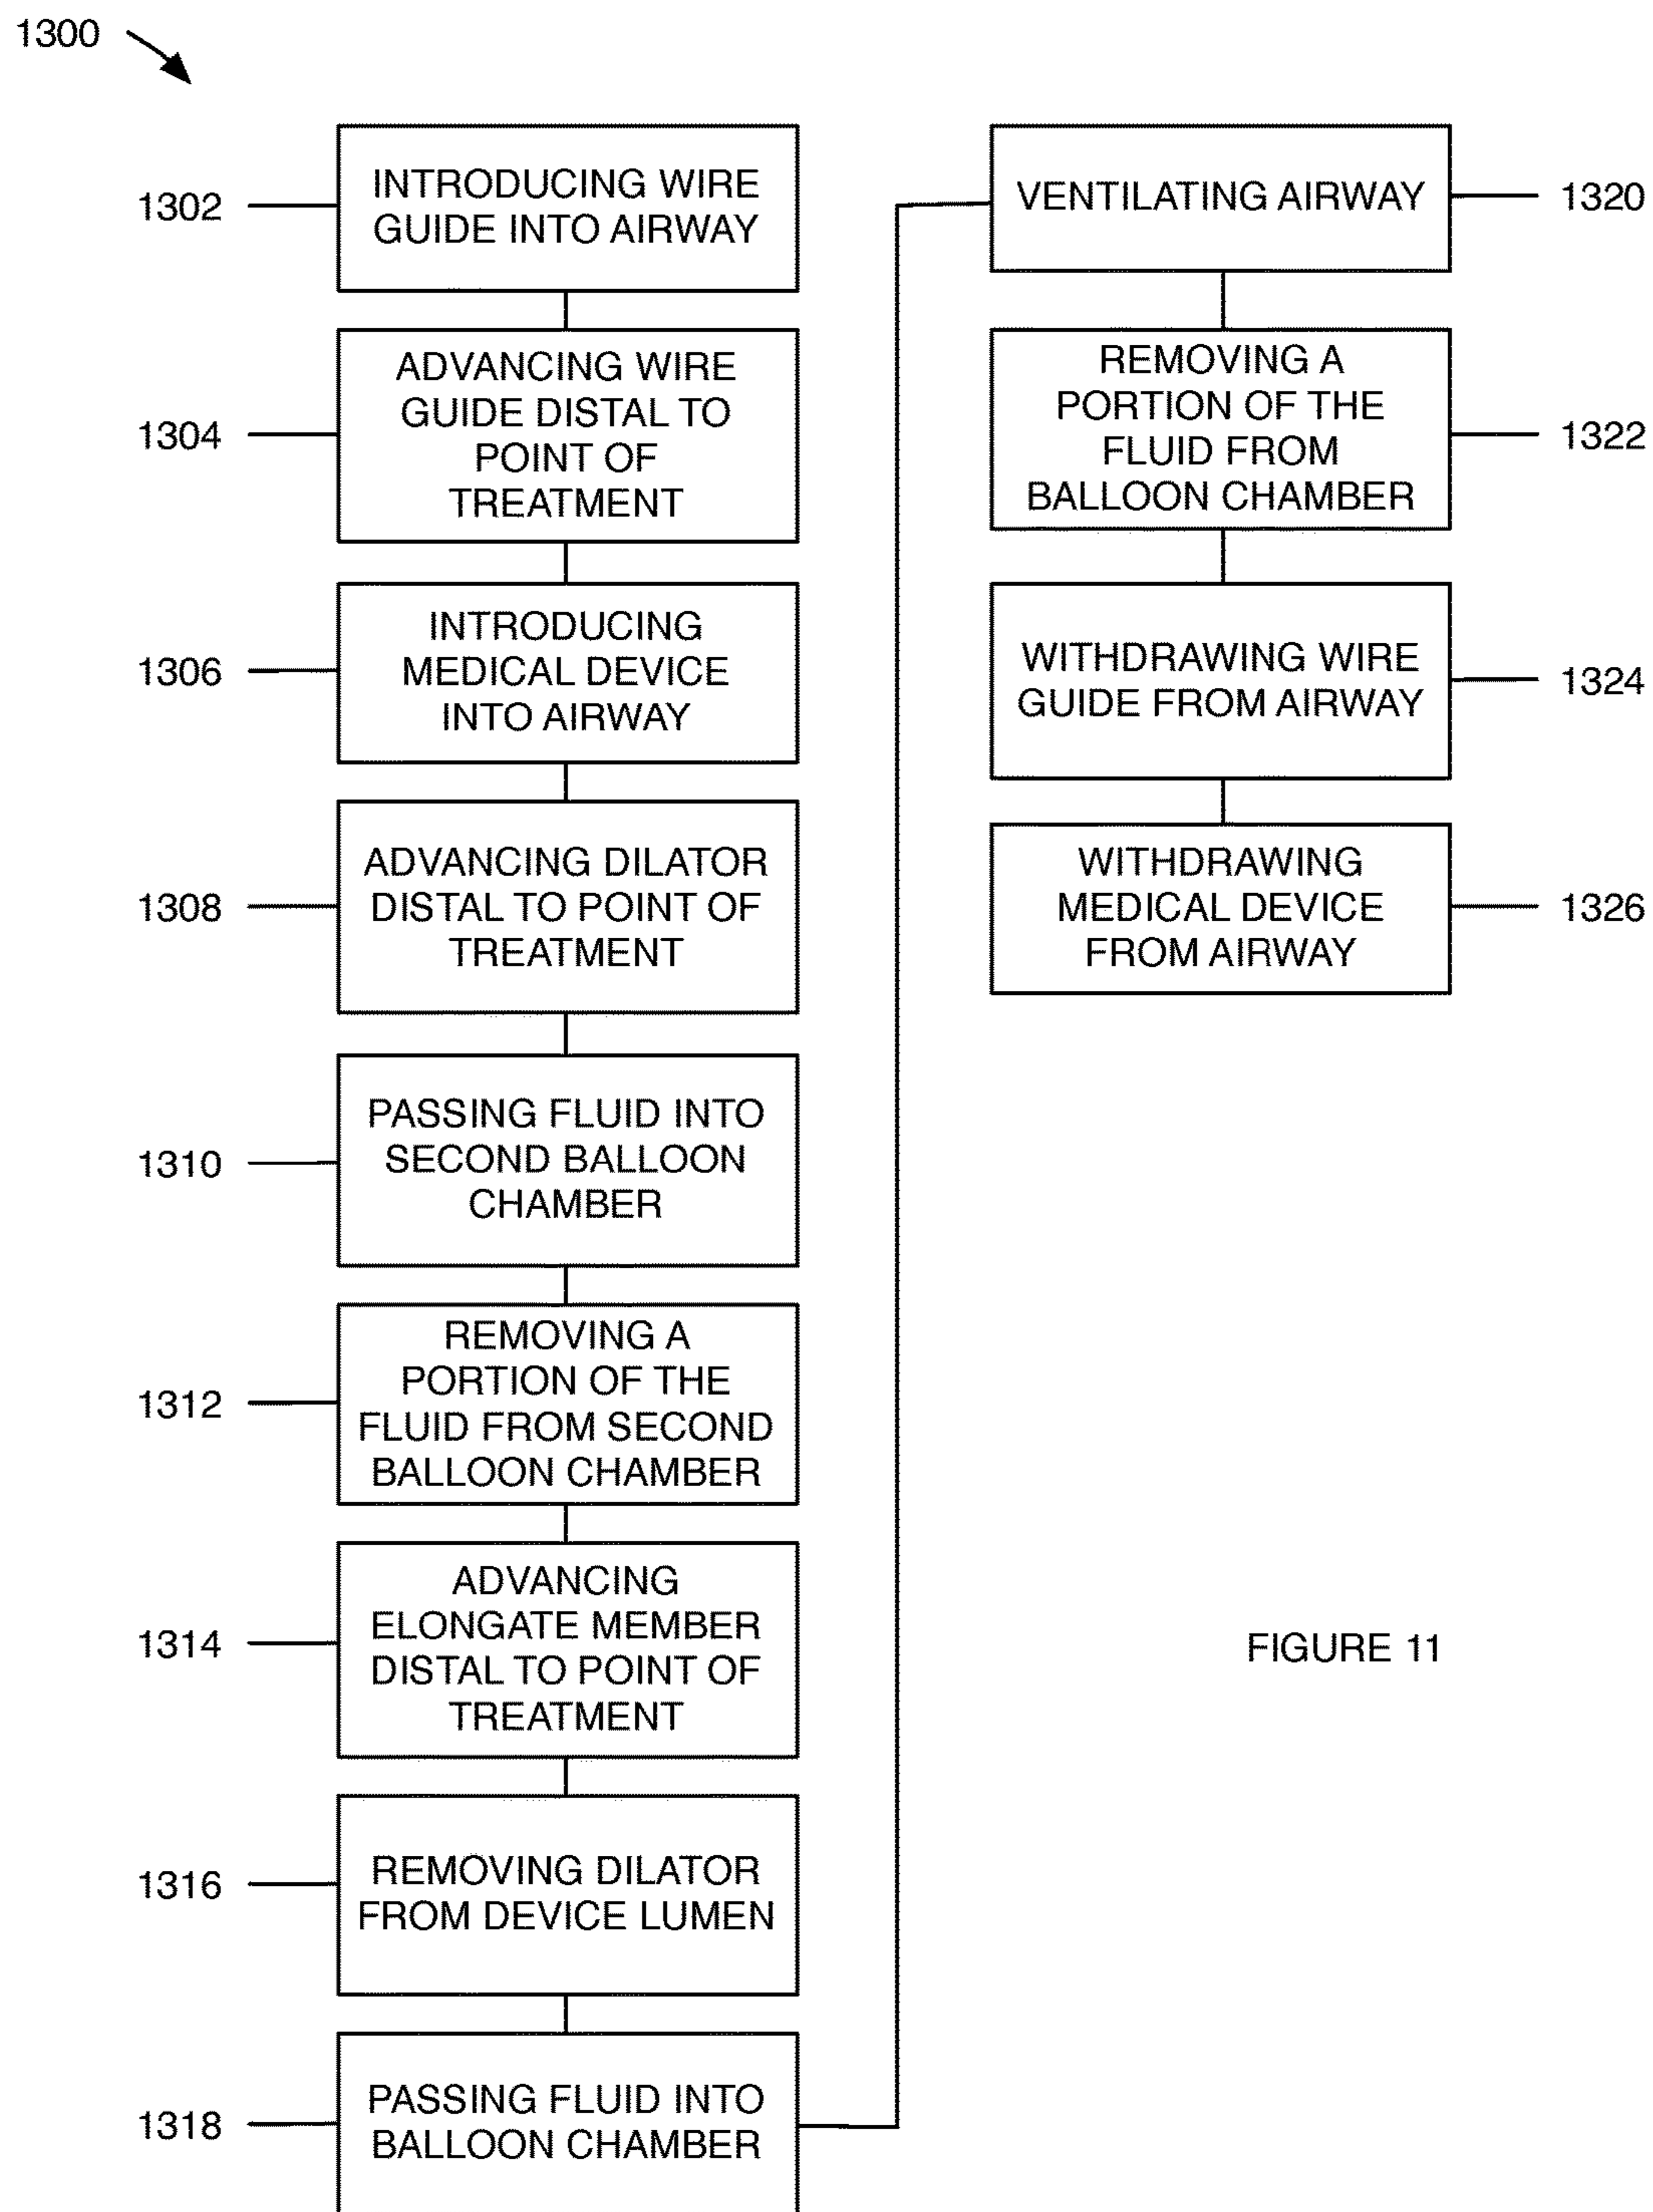 1300
1302
INTRODUCING WIRE
GUIDE INTO AIRWAY
1304
ADVANCING WIRE
GUIDE DISTAL TO
POINT OF
TREATMENT
1306
INTRODUCING
MEDICAL DEVICE
INTO AIRWAY
1308
ADVANCING DILATOR
DISTAL TO POINT OF
TREATMENT
1310
PASSING FLUID INTO
SECOND BALLOON
CHAMBER
1312
REMOVING A
PORTION OF THE
FLUID FROM SECOND
BALLOON CHAMBER
1314
ADVANCING
ELONGATE MEMBER
DISTAL TO POINT OF
TREATMENT
1316
REMOVING DILATOR
FROM DEVICE LUMEN
1318
PASSING FLUID INTO
BALLOON CHAMBER
VENTILATING AIRWAY
1320
REMOVING A
PORTION OF THE
FLUID FROM
BALLOON CHAMBER
1322
WITHDRAWING WIRE
GUIDE FROM AIRWAY
1324
WITHDRAWING
MEDICAL DEVICE
FROM AIRWAY
1326
FIGURE 11